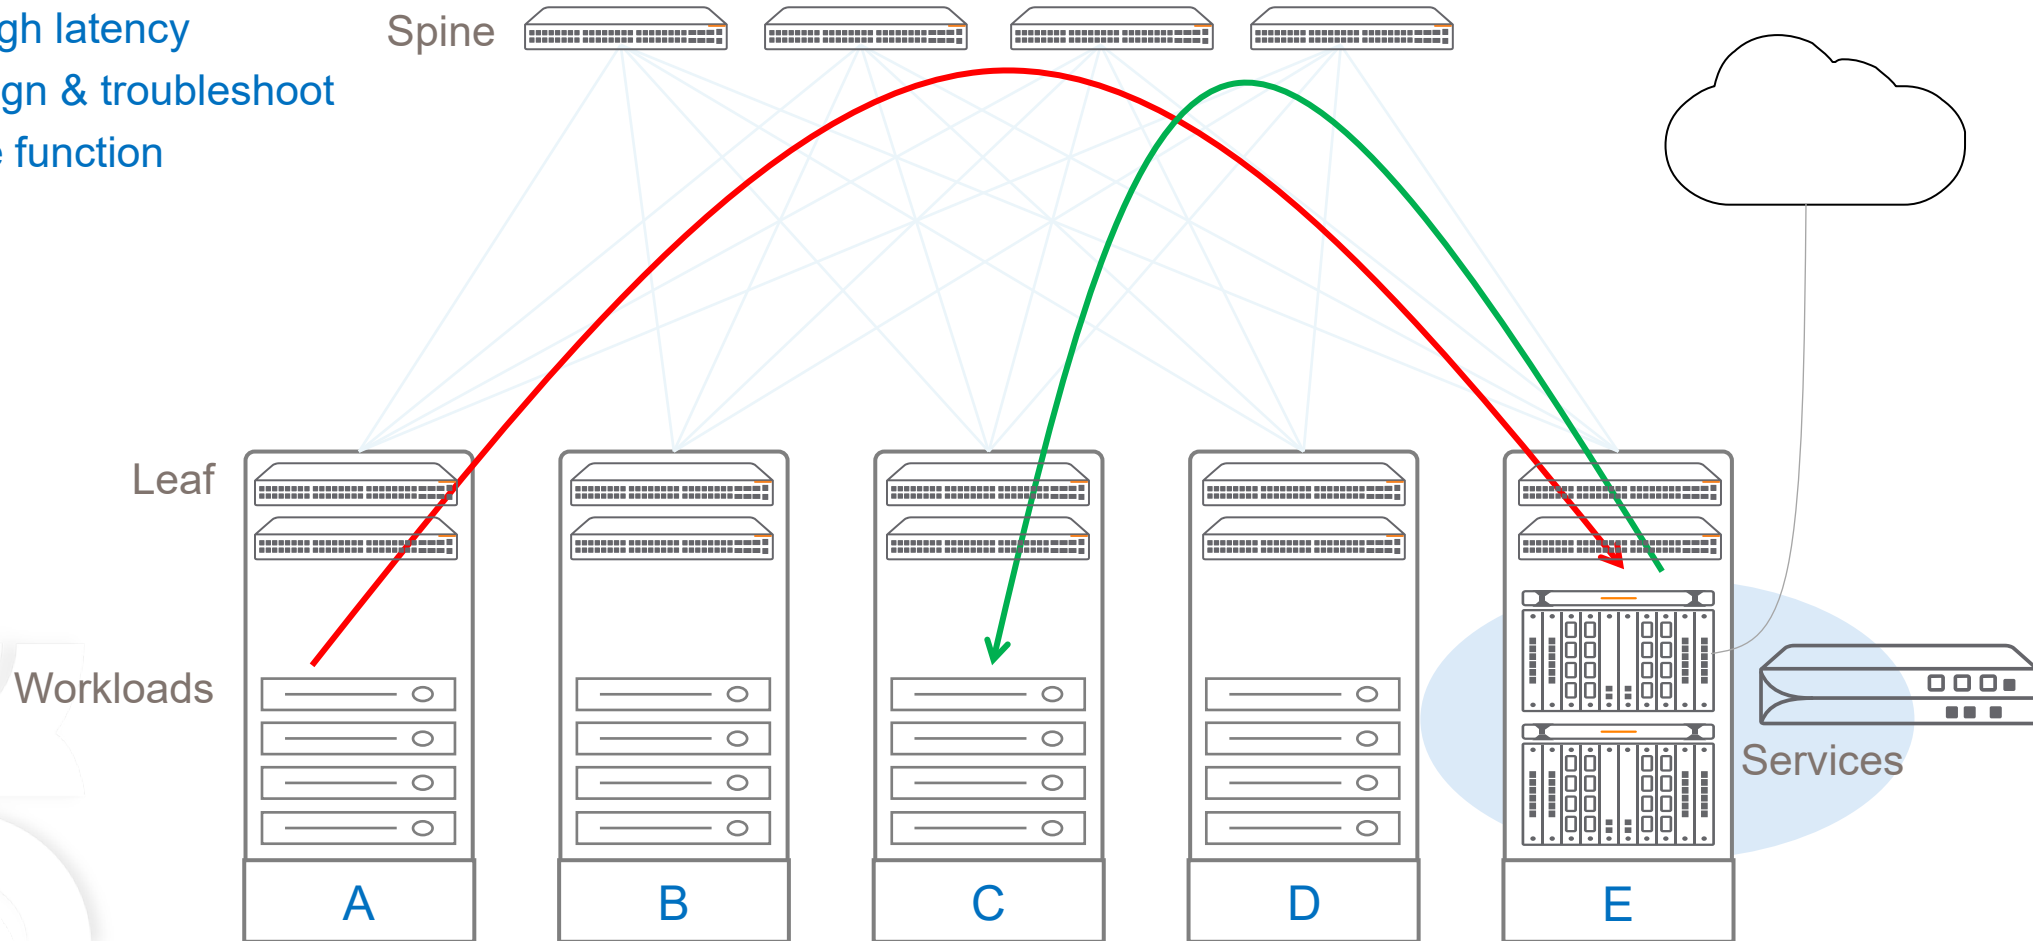 gh latency
Spine
gn & troubleshoot
function
Leaf
Workloads
Services
A
B
C
D
E